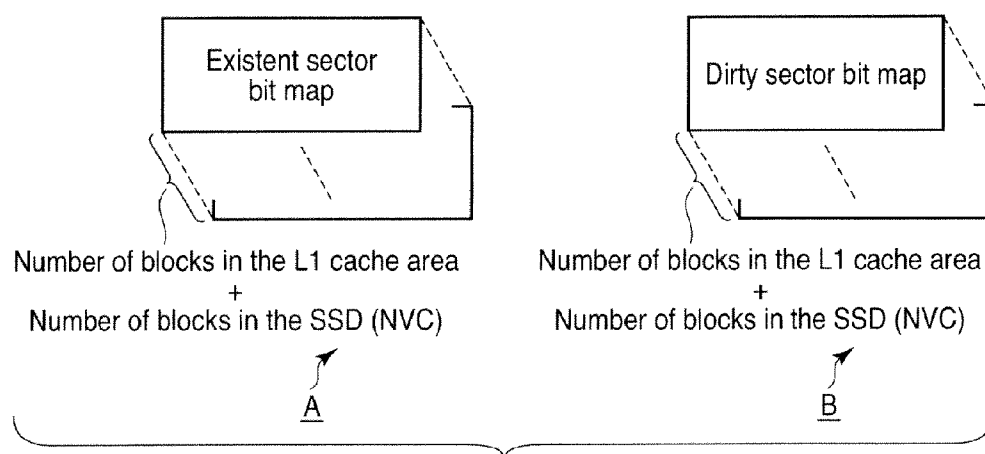 Existent sector
bit map
Number of blocks in the L1 cache area
+
Number of blocks in the SSD (NVC)
A
Dirty sector bit map
Number of blocks in the L1 cache area
+
Number of blocks in the SSD (NVC)
B